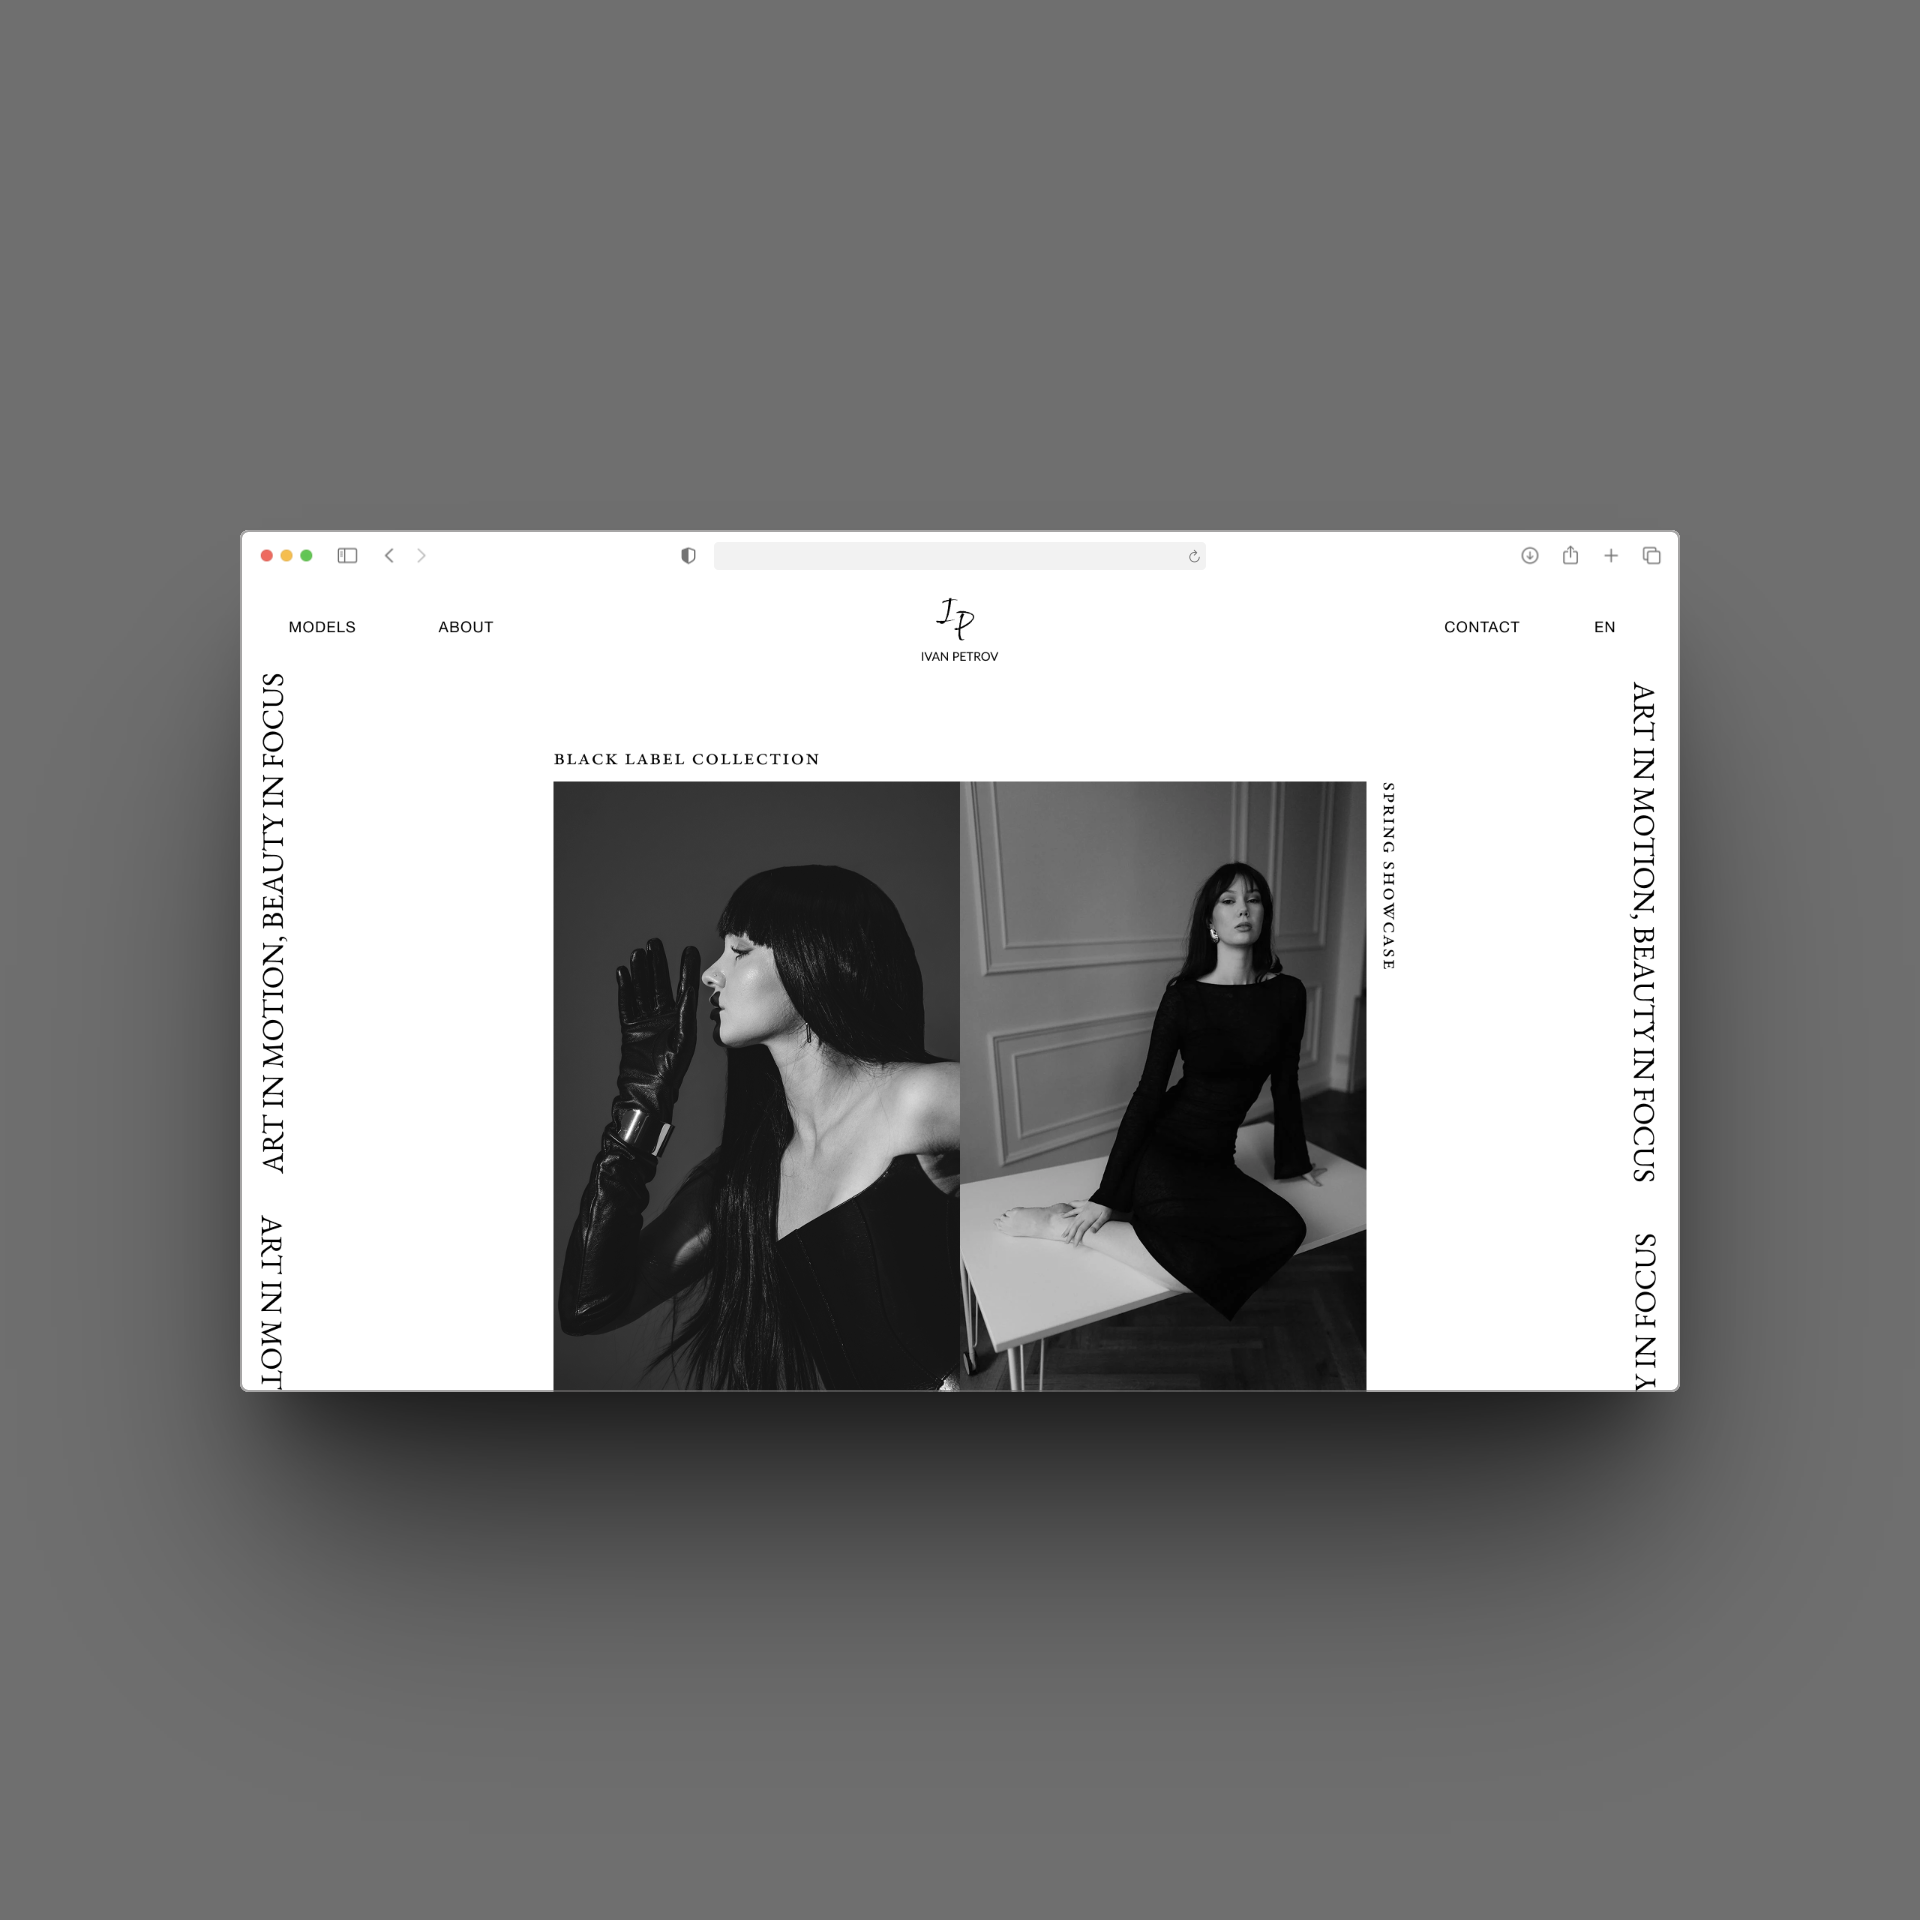 MODELS
ABOUT
IP
IVAN PETROV
CONTACT
EN
ART IN MOTION, BEAUTY IN FOCUS
ART IN MOT
BLACK LABEL COLLECTION
SPRING SHOWCASE
ART IN MOTION, BEAUTY IN FOCUS
Y IN FOCUS